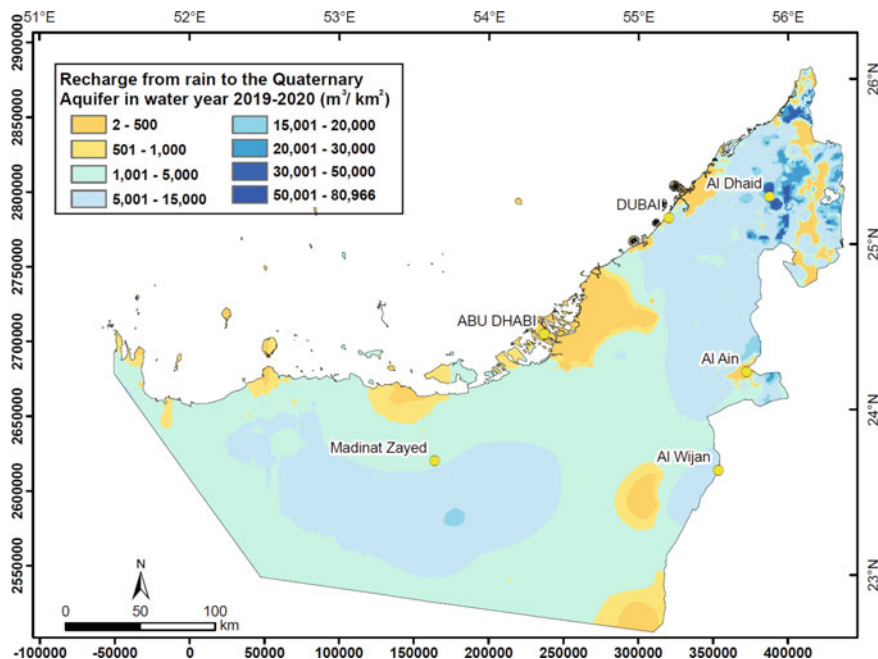 51°E 52°E 53°E 54°E 55°E 56°E
2900000
2850000
2800000
2750000
2700000
2650000
2600000
2550000
Recharge from rain to the Quaternary
Aquifer in water year 2019-2020 (m³/ km²)
2 - 500 15,001 - 20,000
501 - 1,000 20,001 - 30,000
1,001 - 5,000 30,001 - 50,000
5,001 - 15,000 50,001 - 80,966
26°N
Al Dhaid
DUBAI
25°N
ABU DHABI
Al Ain
24°N
Madinat Zayed
Al Wijan
23°N
N
0 50 100
km
-100000 -50000 0 50000 100000 150000 200000 250000 300000 350000 400000